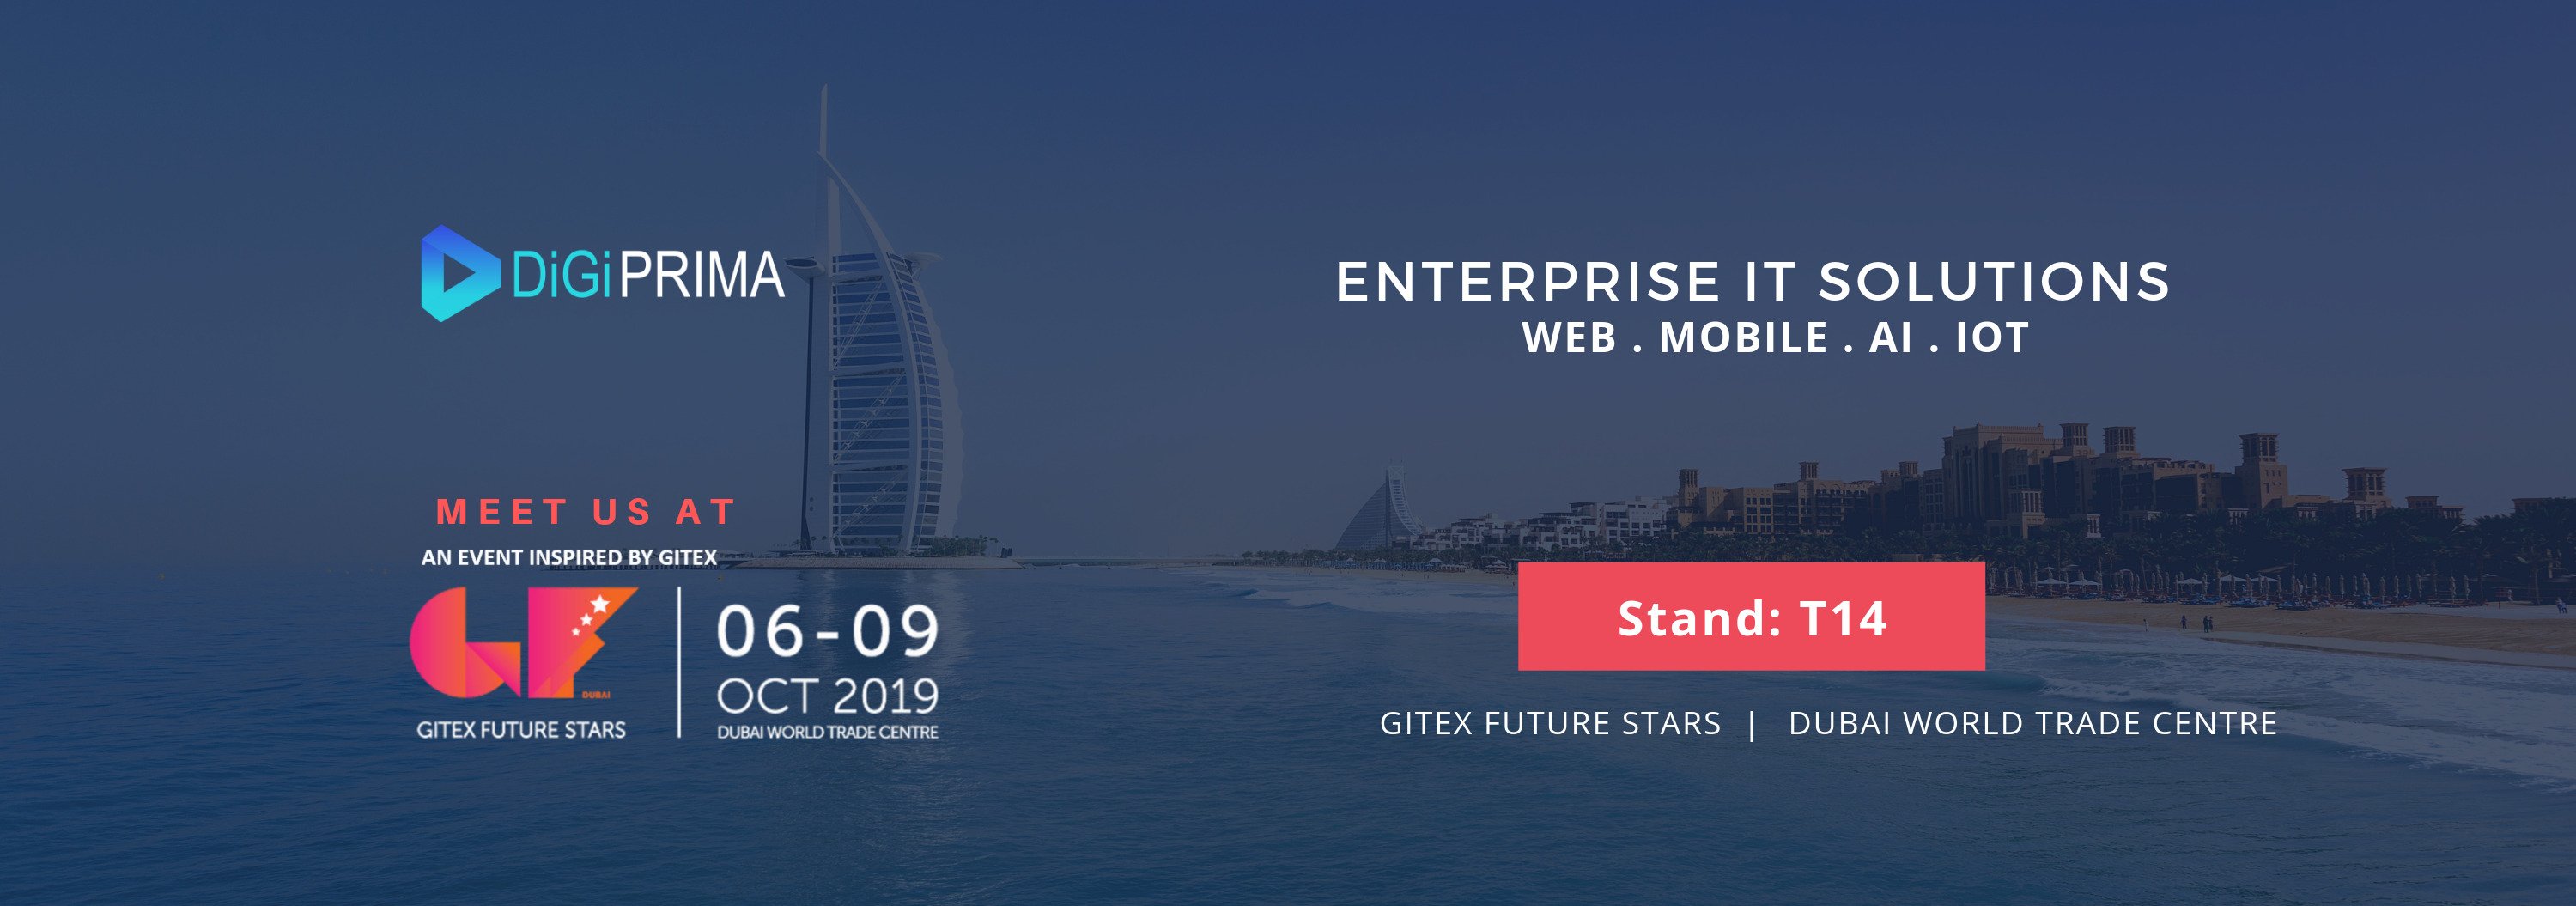 DiGiPRIMA
MEET US AT
AN EVENT INSPIRED BY GITEX
DUBAI
GITEX FUTURE STARS
06-09
OCT 2019
DUBAI WORLD TRADE CENTRE
ENTERPRISE IT SOLUTIONS
WEB . MOBILE . AI . IOT
Stand: T14
GITEX FUTURE STARS | DUBAI WORLD TRADE CENTRE